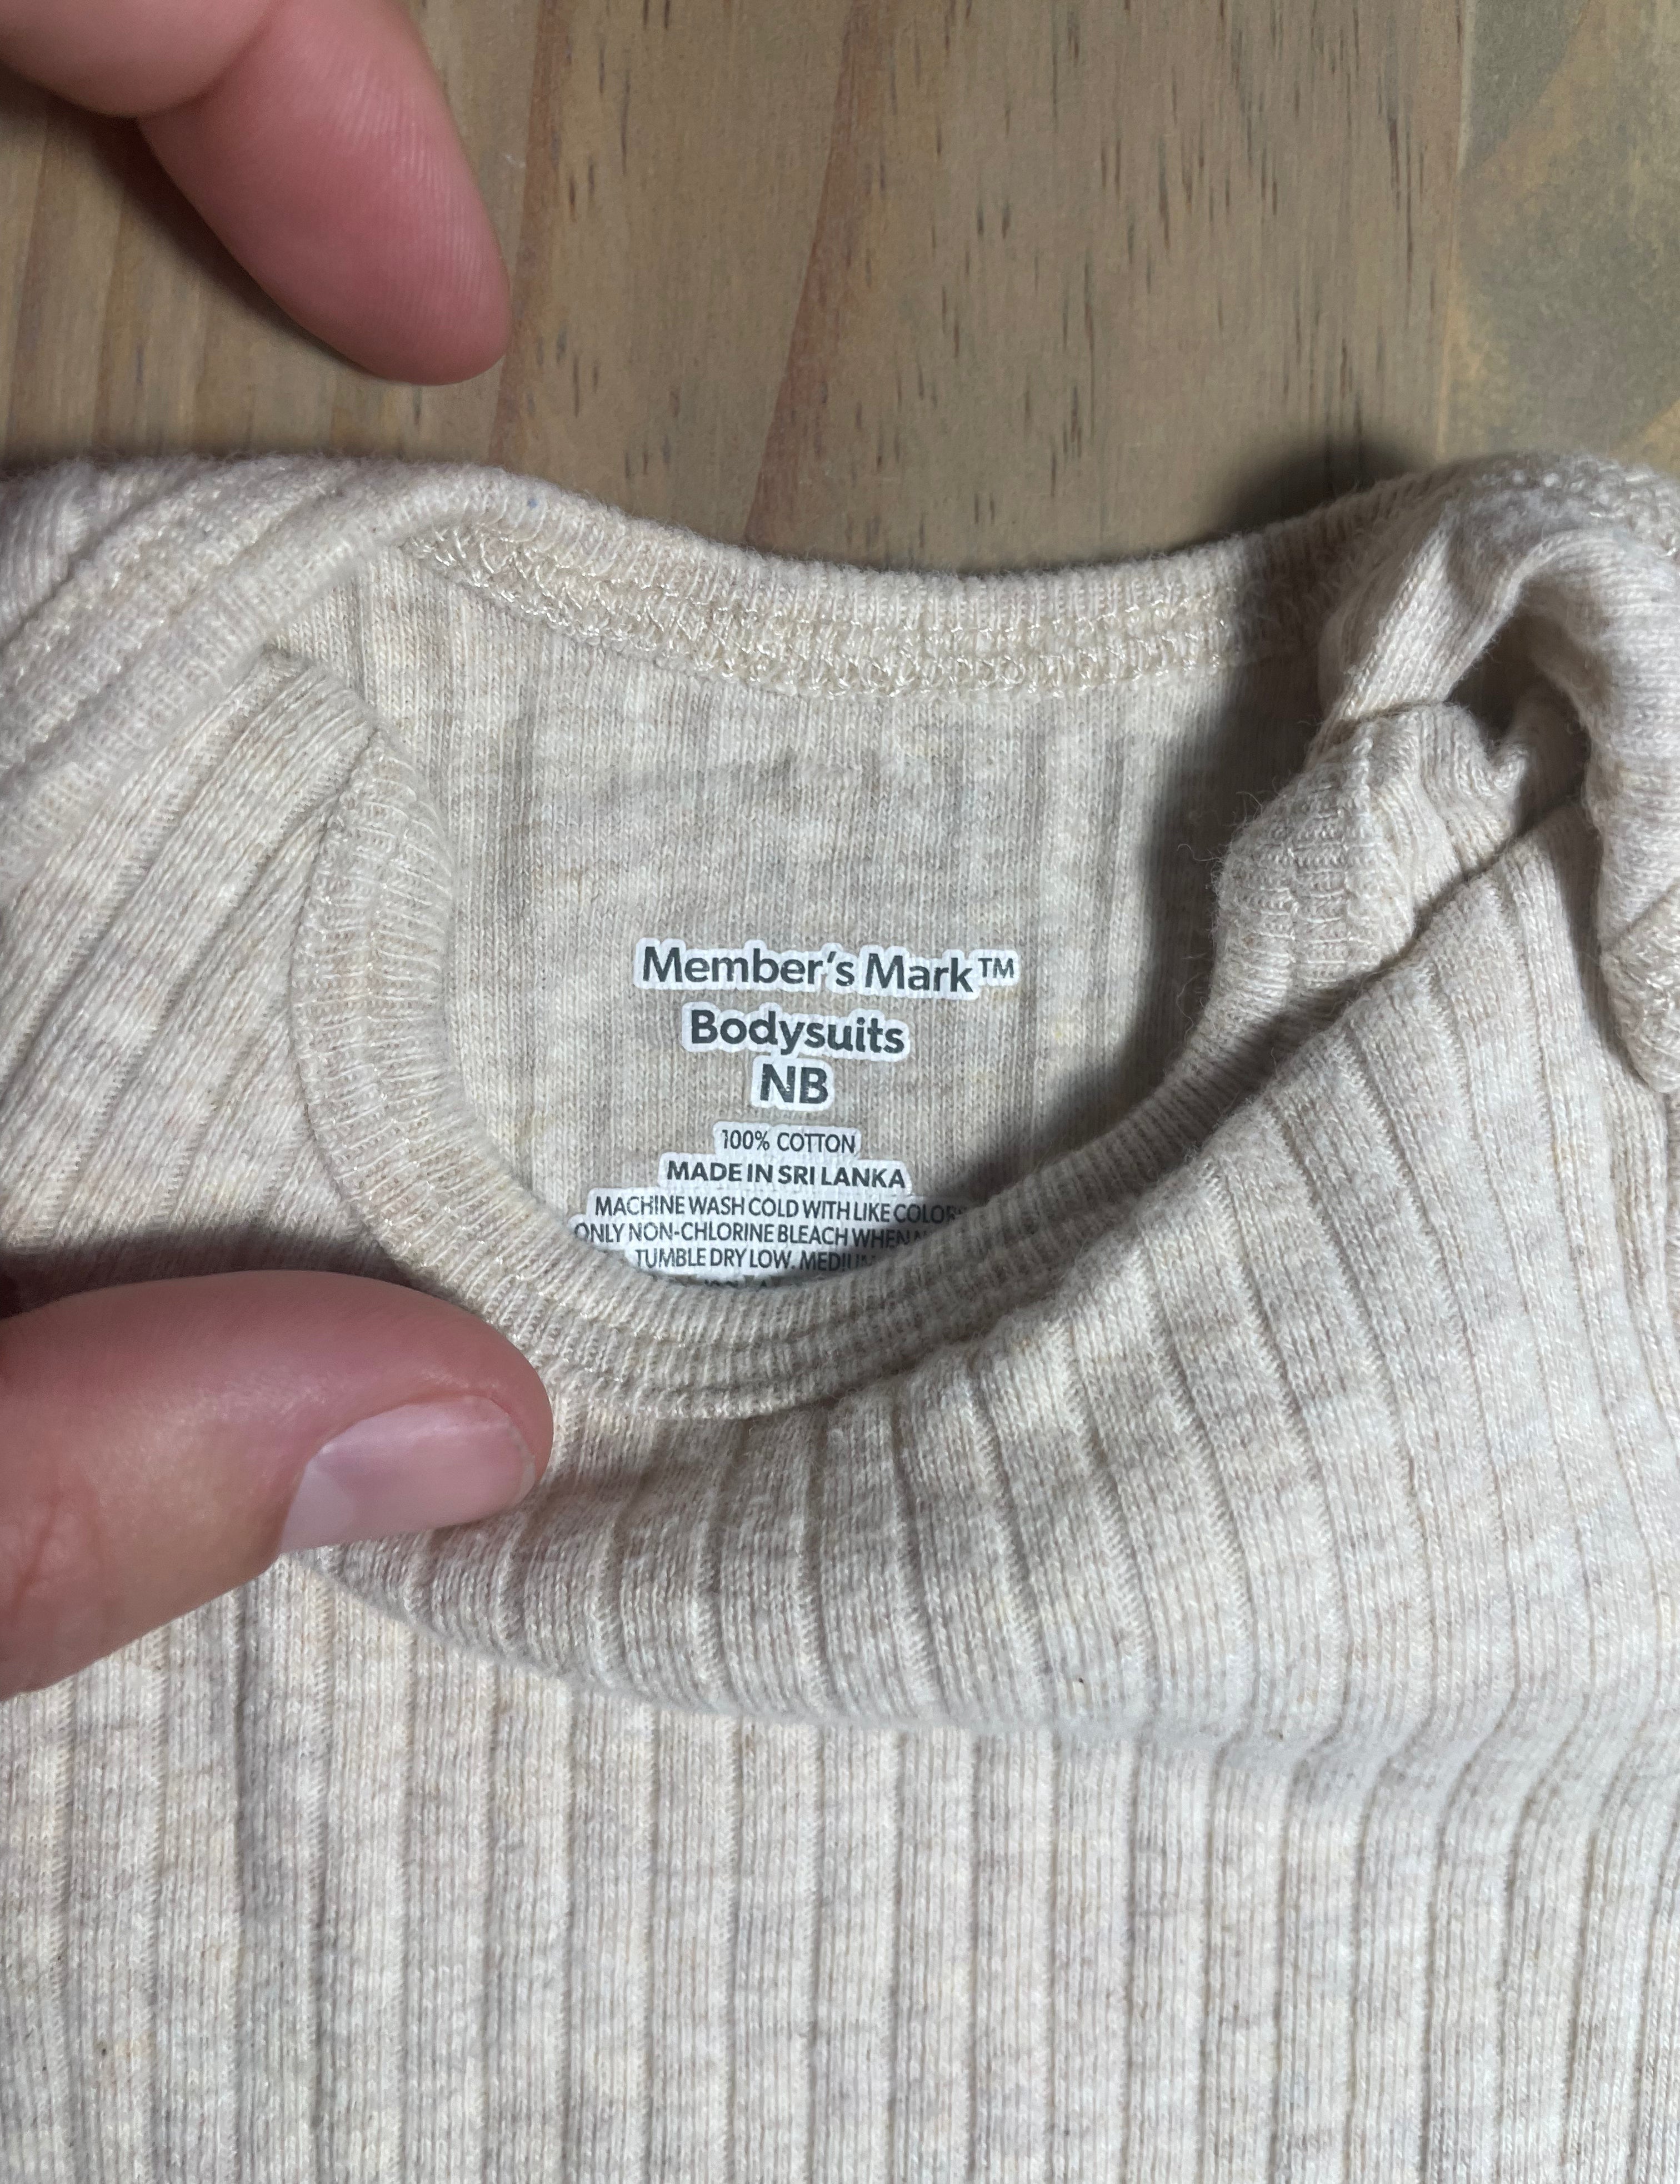 Member's Mark™
Bodysuits
NB
100% COTTON
MADE IN SRI LANKA
MACHINE WASH COLD WITH LIKE COLORS
ONLY NON-CHLORINE BLEACH WHEN
TUMBLE DRY LOW. MEDIUM